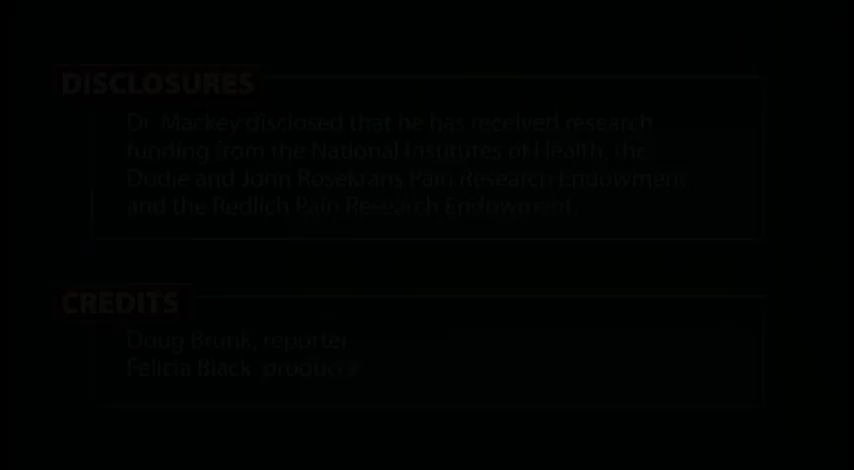 DISCLOSURES
Dr. Mackey disclosed that he has received research
funding from the National Institutes of Health, the
Dodie and John Rosekrans Pain Research Endowment
and the Redlich Pain Research Endowment.
CREDITS
Doug Brunk, reporter
Felicia Black, producer